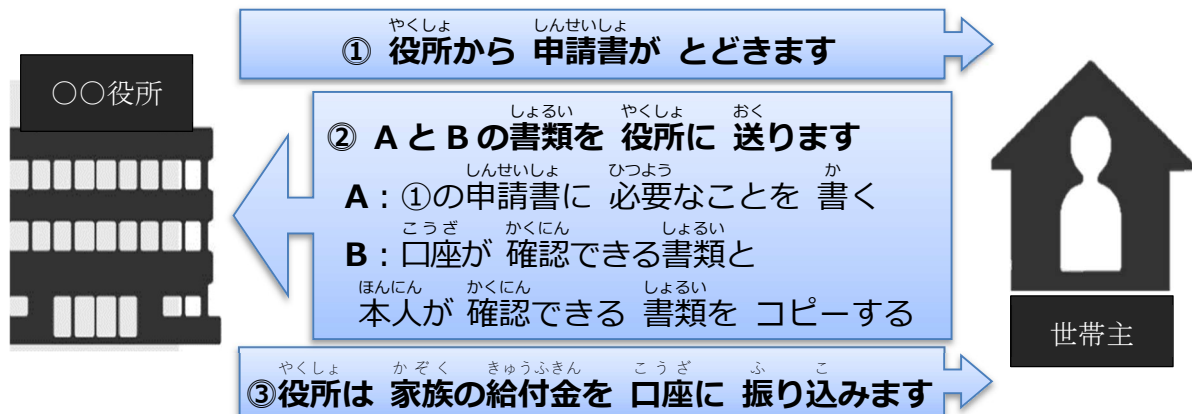 やくしょ しんせいしょ
① 役所から 申請書が とどきます
○○役所
しょるい やくしょ おく
② AとBの書類を 役所に 送ります
しんせいしょ ひつよう か
A:①の申請書に 必要なことを 書く
こうざ かくにん しょるい
B:口座が 確認できる書類と
ほんにん かくにん しょるい
本人が 確認できる 書類を コピーする
世帯主
やくしょ かぞく きゅうふきん こうざ ふ こ
③役所は 家族の給付金を 口座に 振り込みます